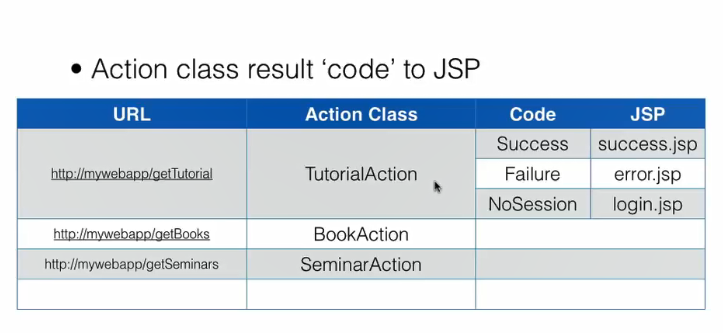 • Action class result ‘code’ to JSP
URL Action Class Code JSP
Success success.jsp
http://mywebapp/getTutorial TutorialAction Failure error.jsp
NoSession login.jsp
http://mywebapp/getBooks BookAction
http://mywebapp/getSeminars SeminarAction